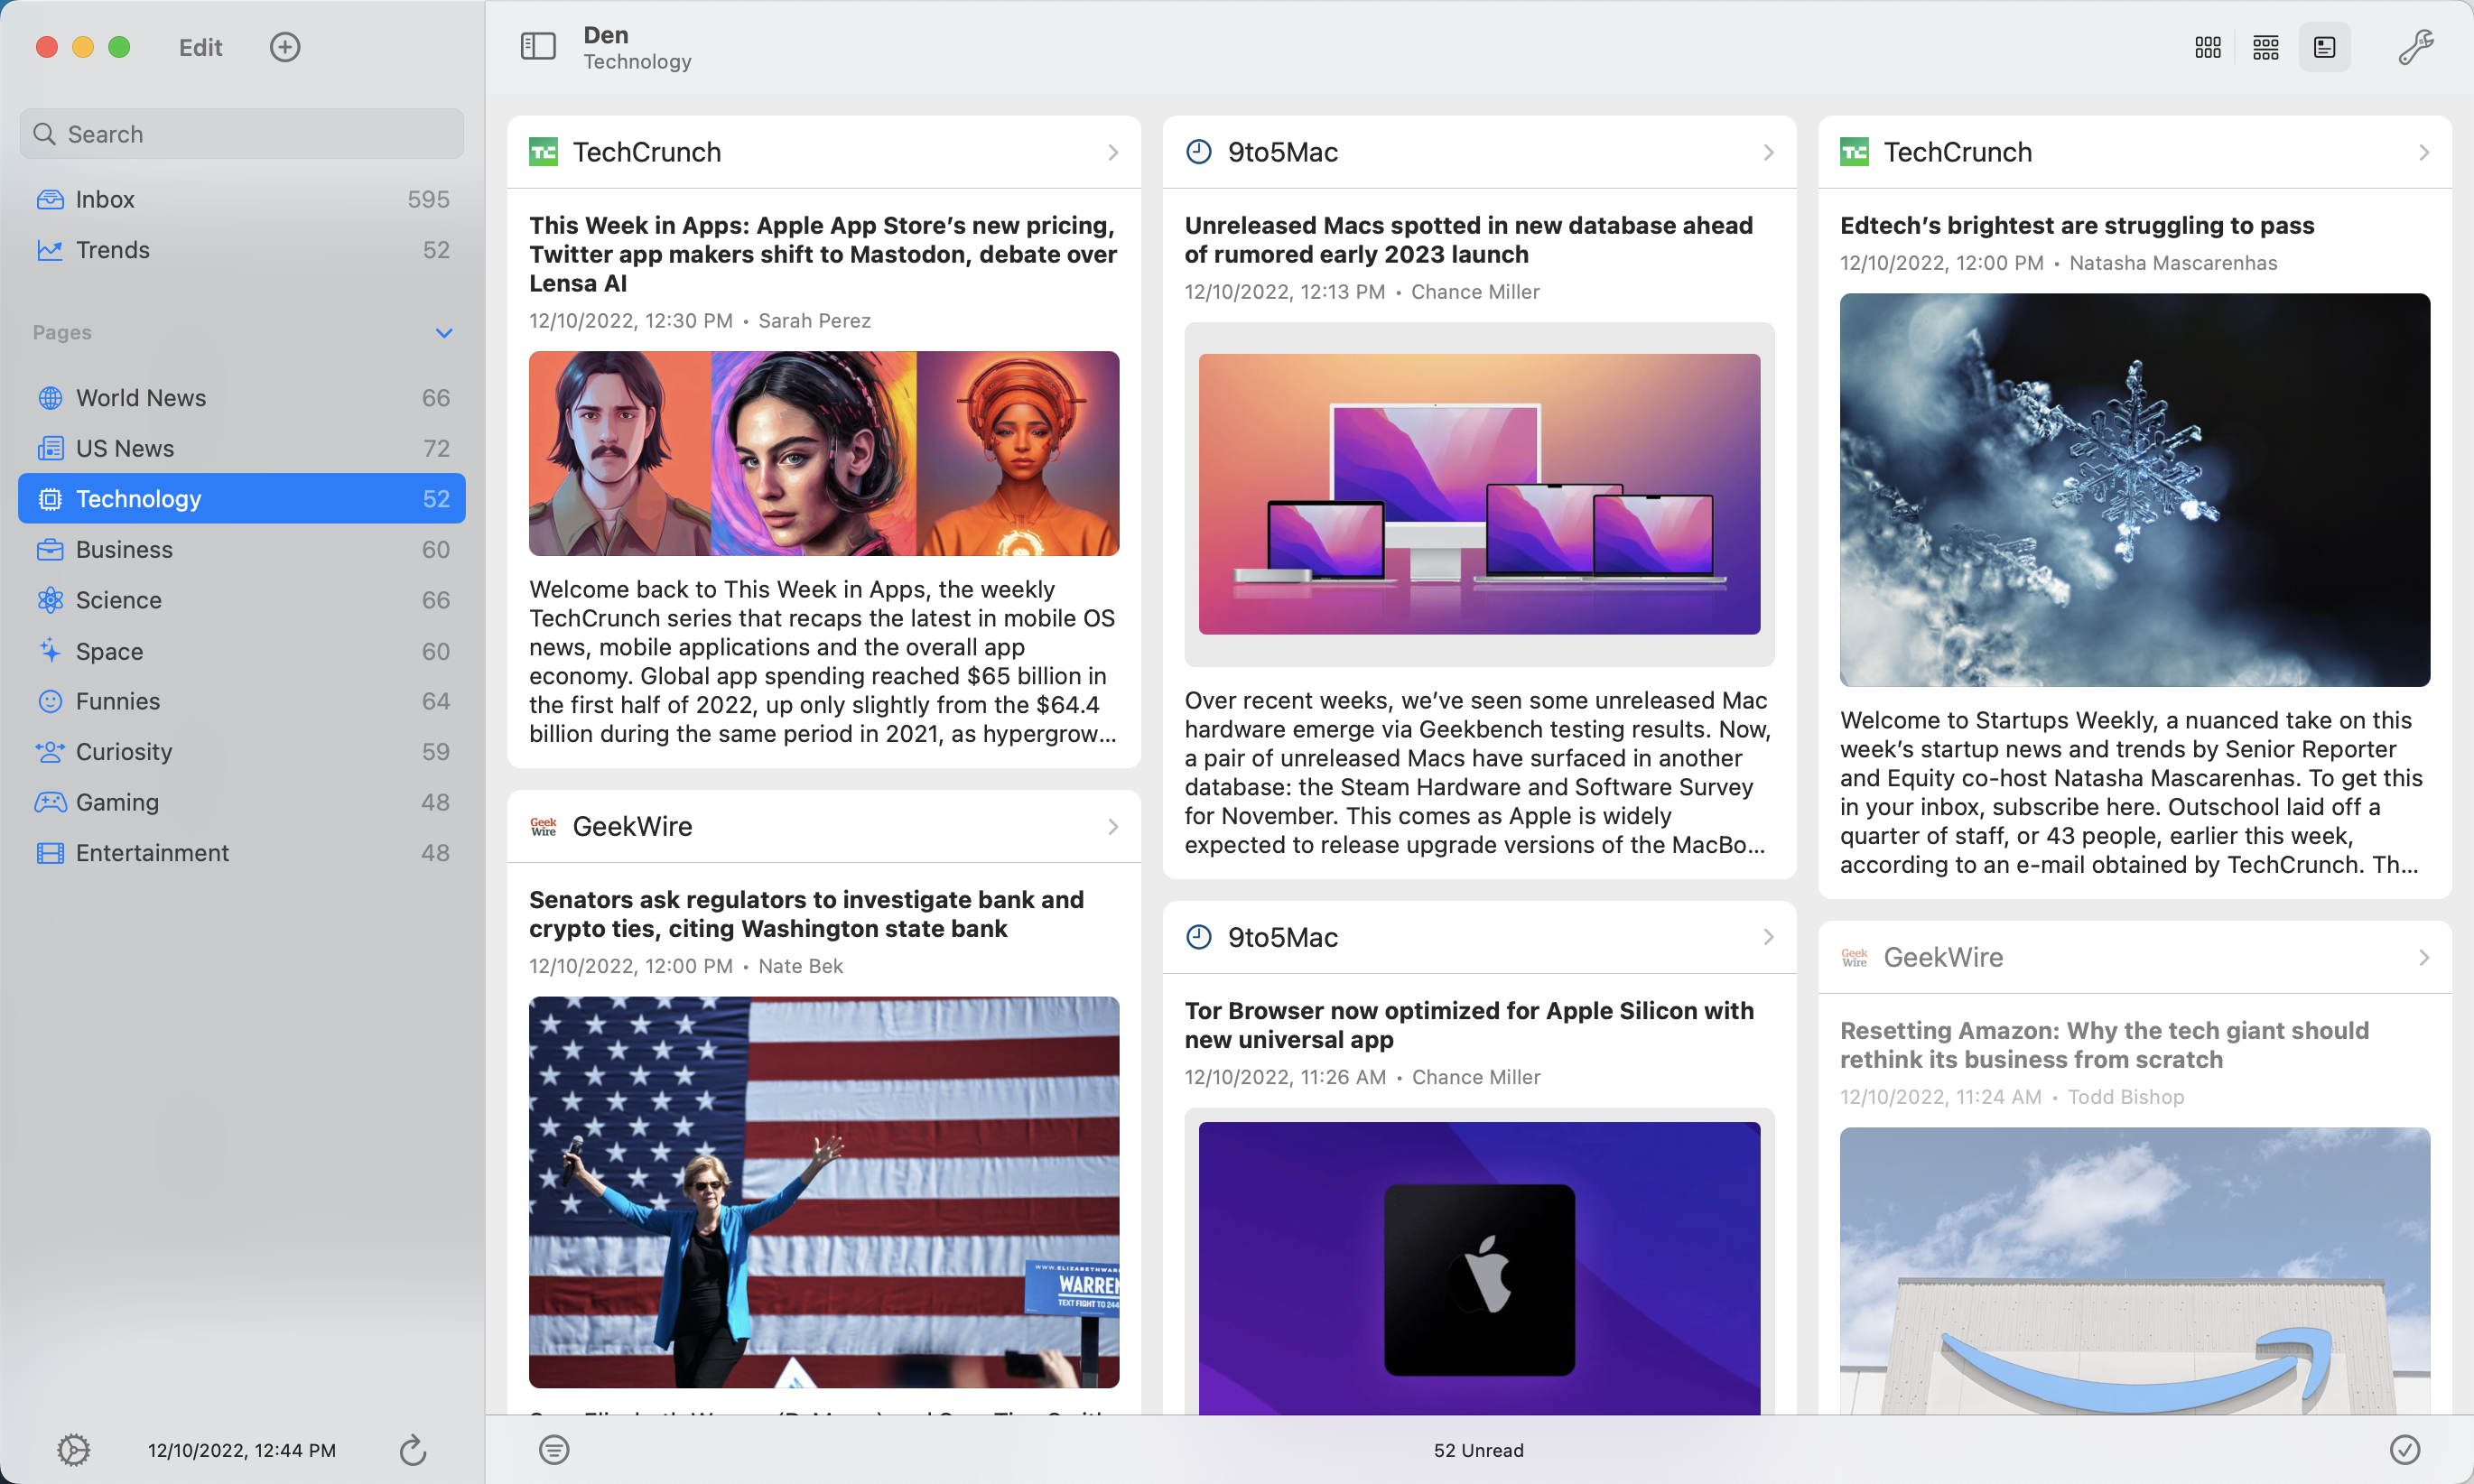 Edit
Search
Inbox 595
Trends 52
Pages
World News 66
US News 72
Technology 52
Business 60
Science 66
Space 60
Funnies 64
Curiosity 59
Gaming 48
Entertainment 48
12/10/2022, 12:44 PM
Den
Technology
TechCrunch
This Week in Apps: Apple App Store’s new pricing,
Twitter app makers shift to Mastodon, debate over
Lensa AI
12/10/2022, 12:30 PM • Sarah Perez
Welcome back to This Week in Apps, the weekly
TechCrunch series that recaps the latest in mobile OS
news, mobile applications and the overall app
economy. Global app spending reached $65 billion in
the first half of 2022, up only slightly from the $64.4
billion during the same period in 2021, as hypergrow...
Geek
Wire
GeekWire
Senators ask regulators to investigate bank and
crypto ties, citing Washington state bank
12/10/2022, 12:00 PM • Nate Bek
WARREN
TEXT FIGHT TO 244
9to5Mac
Unreleased Macs spotted in new database ahead
of rumored early 2023 launch
12/10/2022, 12:13 PM • Chance Miller
Over recent weeks, we’ve seen some unreleased Mac
hardware emerge via Geekbench testing results. Now,
a pair of unreleased Macs have surfaced in another
database: the Steam Hardware and Software Survey
for November. This comes as Apple is widely
expected to release upgrade versions of the MacBo...
9to5Mac
Tor Browser now optimized for Apple Silicon with
new universal app
12/10/2022, 11:26 AM • Chance Miller
TechCrunch
Edtech’s brightest are struggling to pass
12/10/2022, 12:00 PM • Natasha Mascarenhas
Welcome to Startups Weekly, a nuanced take on this
week’s startup news and trends by Senior Reporter
and Equity co-host Natasha Mascarenhas. To get this
in your inbox, subscribe here. Outschool laid off a
quarter of staff, or 43 people, earlier this week,
according to an e-mail obtained by TechCrunch. Th...
Geek
Wire
GeekWire
Resetting Amazon: Why the tech giant should
rethink its business from scratch
12/10/2022, 11:24 AM • Todd Bishop
52 Unread